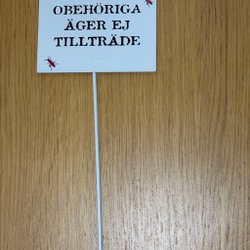 OBEHÖRIGA
ÄGER EJ
TILLTRÄDE